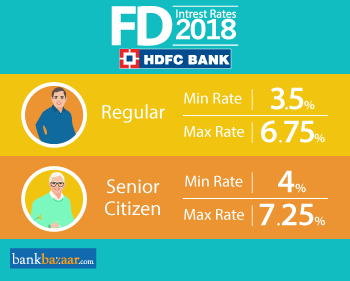 FD Intrest Rates
2018
HDFC BANK
Regular
Min Rate 3.5%
Max Rate 6.75%
Senior
Citizen
Min Rate 4%
Max Rate 7.25%
bankbazaar.com